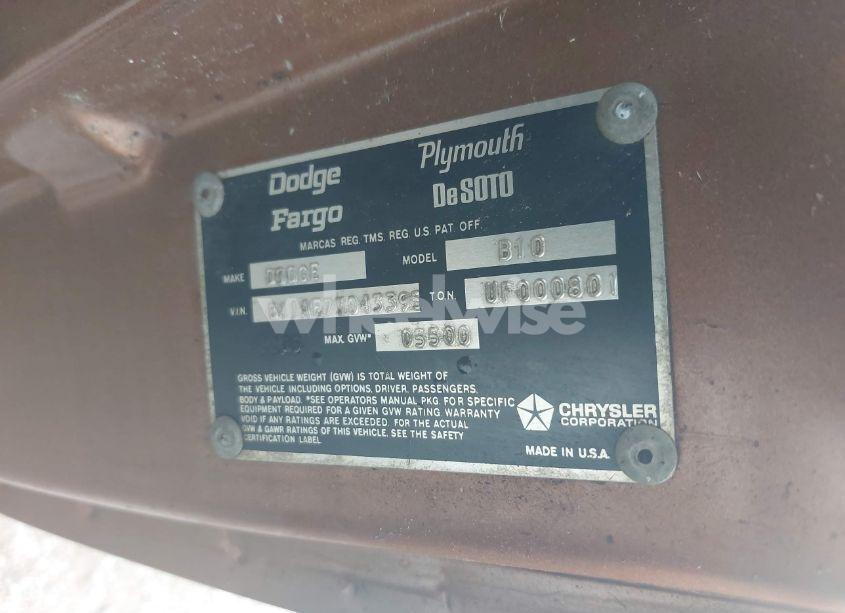 Dodge Plymouth
Fargo De SOTO
MARCAS REG. TMS. REG. U.S. PAT. OFF.
MAKE DODGE MODEL B10
V.I.N. T.O.N. UF000801
MAX. GVW* 05500
GROSS VEHICLE WEIGHT (GVW) IS TOTAL WEIGHT OF
THE VEHICLE INCLUDING OPTIONS, DRIVER, PASSENGERS,
BODY & PAYLOAD. *SEE OPERATORS MANUAL PKG. FOR SPECIFIC
EQUIPMENT REQUIRED FOR A GIVEN GVW RATING. WARRANTY
VOID IF ANY RATINGS ARE EXCEEDED. FOR THE ACTUAL
GVW & GAWR RATINGS OF THIS VEHICLE, SEE THE SAFETY
CERTIFICATION LABEL.
CHRYSLER
CORPORATION
MADE IN U.S.A.
wheelwise